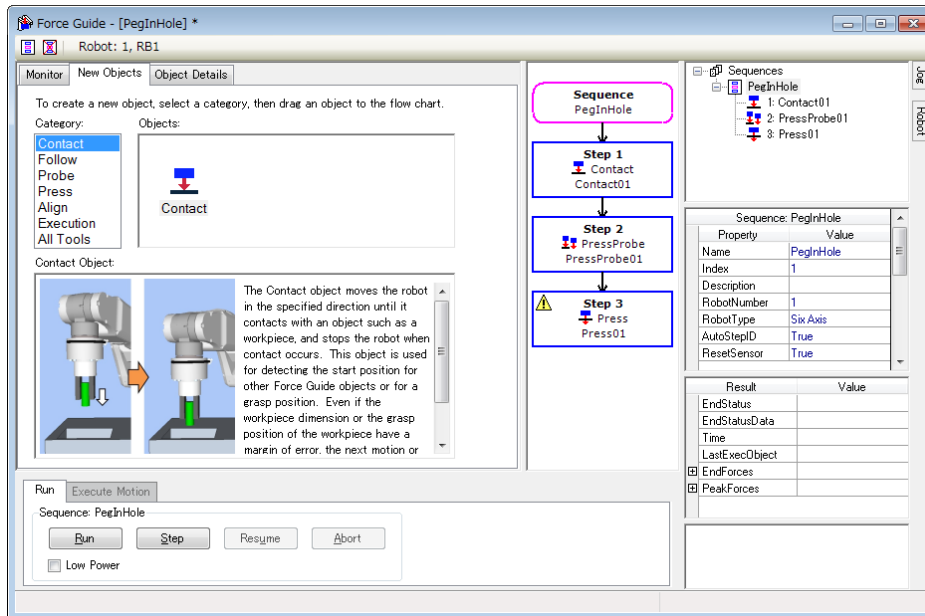 Force Guide - [PegInHole] *
Robot: 1, RB1
Monitor New Objects Object Details
To create a new object, select a category, then drag an object to the flow chart.
Category: Objects:
Contact
Follow
Probe
Press
Align
Execution
All Tools
Contact
Contact Object:
The Contact object moves the robot
in the specified direction until it
contacts with an object such as a
workpiece, and stops the robot when
contact occurs. This object is used
for detecting the start position for
other Force Guide objects or for a
grasp position. Even if the
workpiece dimension or the grasp
position of the workpiece have a
margin of error, the next motion or
Run Execute Motion
Sequence: PegInHole
Run Step Resume Abort
Low Power
Sequence
PegInHole
Step 1
Contact
Contact01
Step 2
PressProbe
PressProbe01
Step 3
Press
Press01
Sequences
PegInHole
1: Contact01
2: PressProbe01
3: Press01
Sequence: PegInHole
Property Value
Name PegInHole
Index 1
Description
RobotNumber 1
RobotType Six Axis
AutoStepID True
ResetSensor True
Result Value
EndStatus
EndStatusData
Time
LastExecObject
EndForces
PeakForces
Jog
Robot